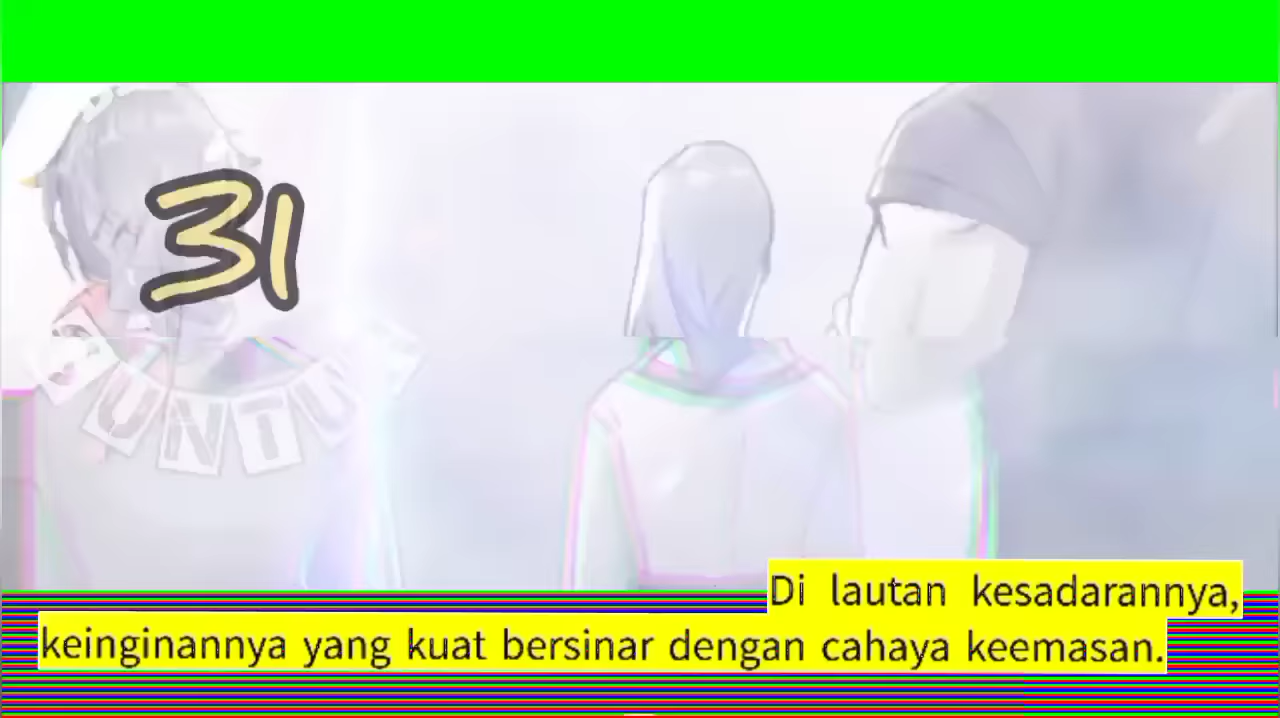 31
UNTU
Di lautan kesadarannya,
keinginannya yang kuat bersinar dengan cahaya keemasan.